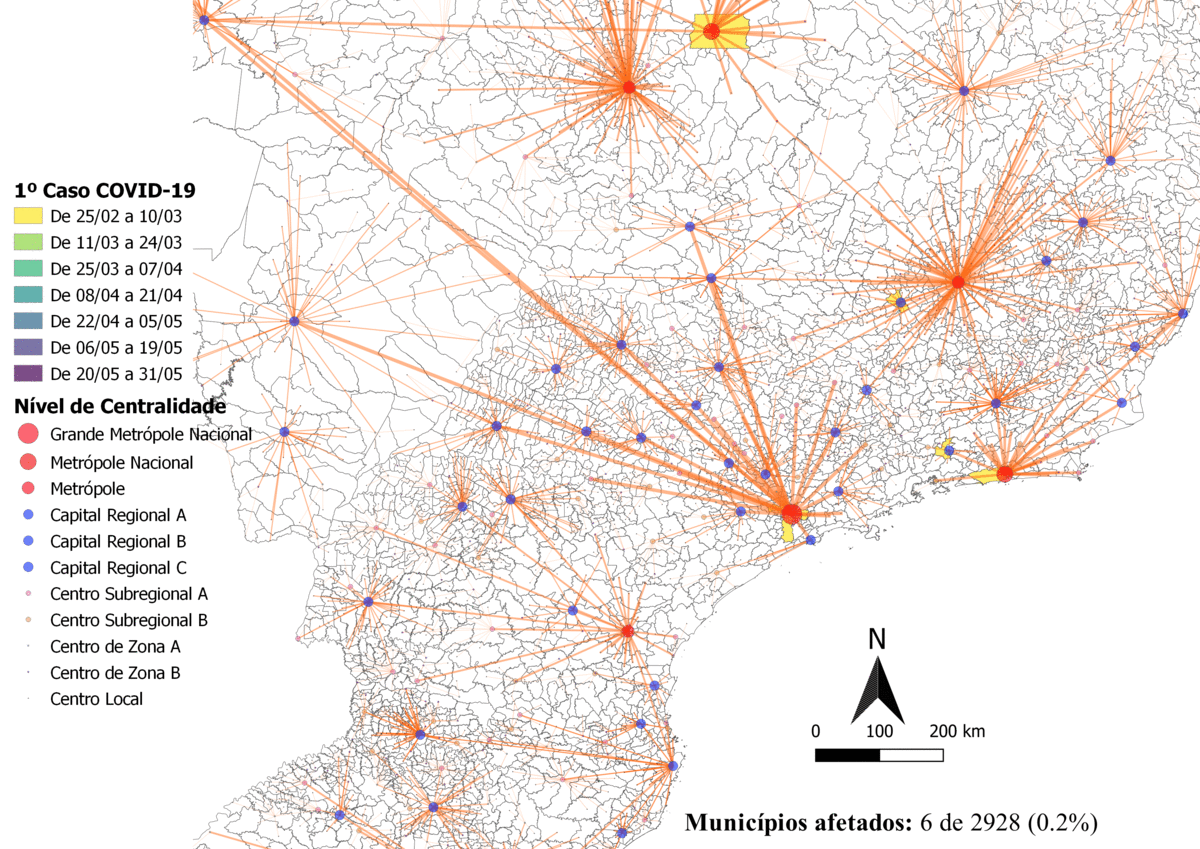 1º Caso COVID-19
De 25/02 a 10/03
De 11/03 a 24/03
De 25/03 a 07/04
De 08/04 a 21/04
De 22/04 a 05/05
De 06/05 a 19/05
De 20/05 a 31/05
Nível de Centralidade
Grande Metrópole Nacional
Metrópole Nacional
Metrópole
Capital Regional A
Capital Regional B
Capital Regional C
Centro Subregional A
Centro Subregional B
Centro de Zona A
Centro de Zona B
Centro Local
N
0 100 200 km
Municípios afetados: 6 de 2928 (0.2%)